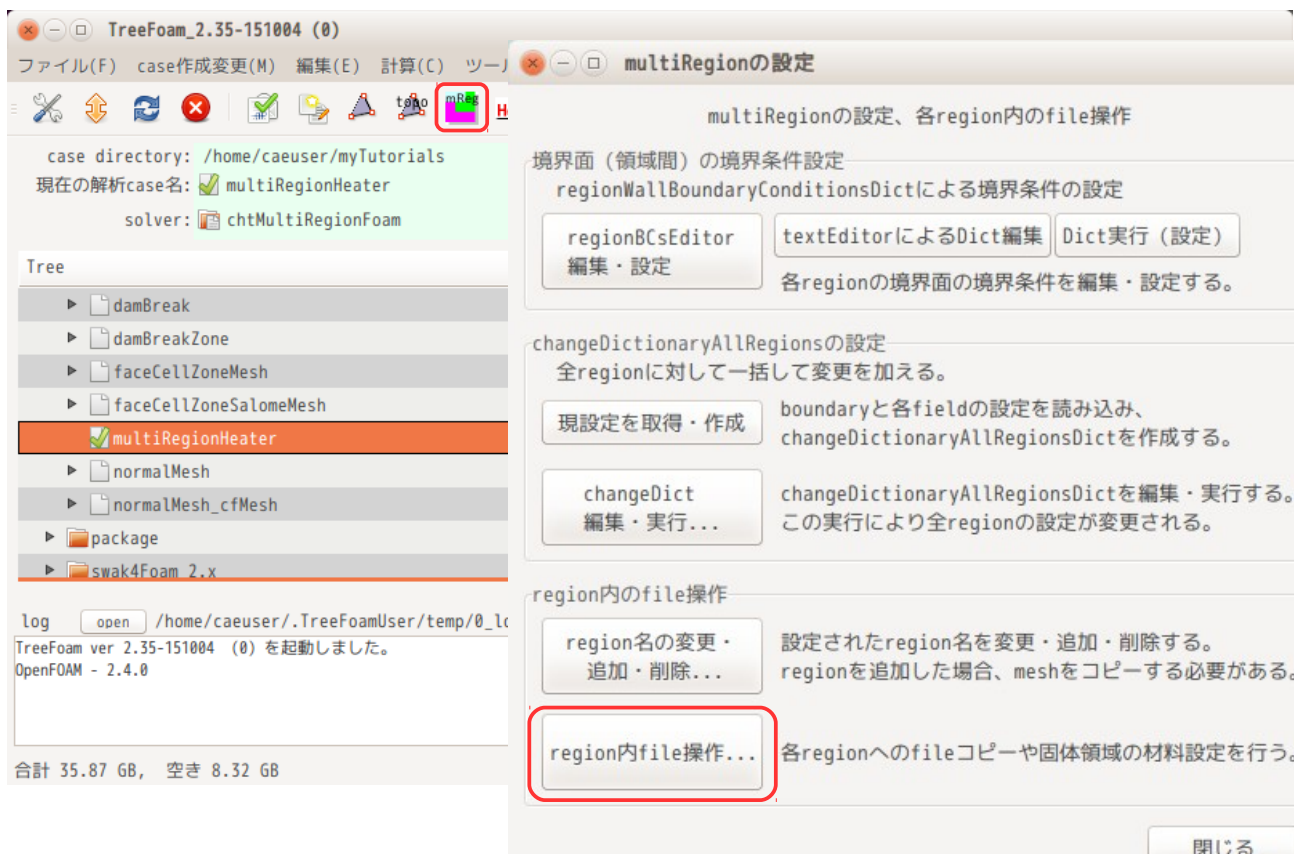 TreeFoam_2.35-151004 (0)
ファイル(F) case作成変更(M) 編集(E) 計算(C) ツー
topo
mReg
case directory: /home/caeuser/myTutorials
現在の解析case名: multiRegionHeater
solver: chtMultiRegionFoam
Tree
damBreak
damBreakZone
faceCellZoneMesh
faceCellZoneSalomeMesh
multiRegionHeater
normalMesh
normalMesh_cfMesh
package
swak4Foam_2.x
log open /home/caeuser/.TreeFoamUser/temp/0_lo
TreeFoam ver 2.35-151004 (0) を起動しました。
OpenFOAM - 2.4.0
合計 35.87 GB, 空き 8.32 GB
multiRegionの設定
multiRegionの設定、各region内のfile操作
境界面（領域間）の境界条件設定
regionWallBoundaryConditionsDictによる境界条件の設定
regionBCsEditor
編集・設定
textEditorによるDict編集 Dict実行（設定）
各regionの境界面の境界条件を編集・設定する。
changeDictionaryAllRegionsの設定
全regionに対して一括して変更を加える。
現設定を取得・作成
boundaryと各fieldの設定を読み込み、
changeDictionaryAllRegionsDictを作成する。
changeDict
編集・実行...
changeDictionaryAllRegionsDictを編集・実行する。
この実行により全regionの設定が変更される。
region内のfile操作
region名の変更・
追加・削除...
設定されたregion名を変更・追加・削除する。
regionを追加した場合、meshをコピーする必要がある。
region内file操作...
各regionへのfileコピーや固体領域の材料設定を行う。
閉じる